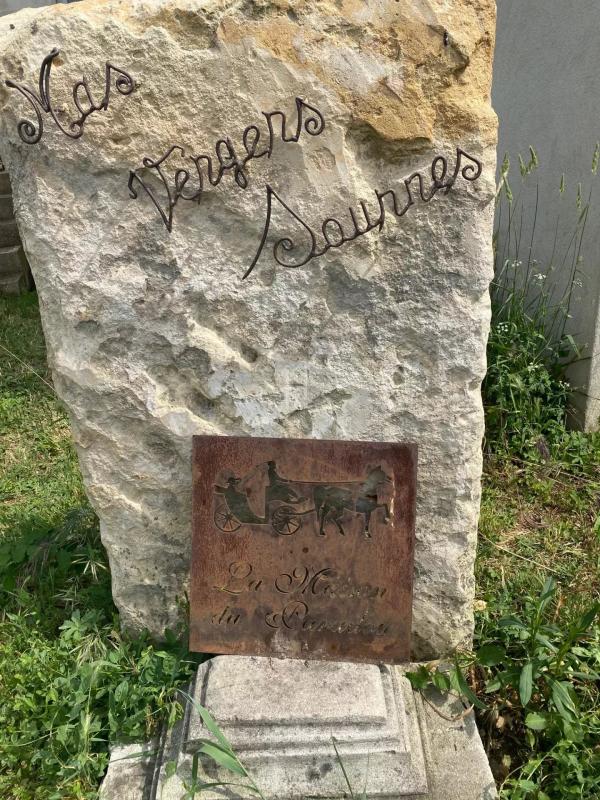 Mas
Vergers
Sournes
La Maison
du